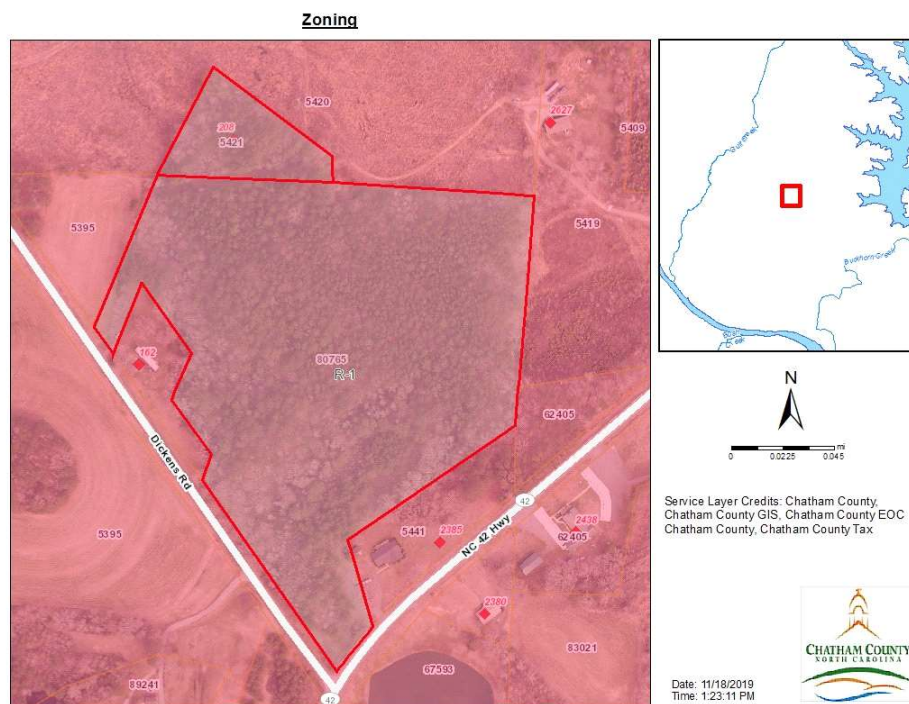 Zoning
208
5421
5420
2627
5409
5395
5419
162
80765
R-1
62405
Dickens Rd
42
NC 42 Hwy
5441
2385
2438
62405
5395
2380
83021
67593
89241
42
Buckhorn Creek
N
mi
0 0.0225 0.045
Service Layer Credits: Chatham County,
Chatham County GIS, Chatham County EOC
Chatham County, Chatham County Tax
CHATHAM COUNTY
NORTH CAROLINA
Date: 11/18/2019
Time: 1:23:11 PM